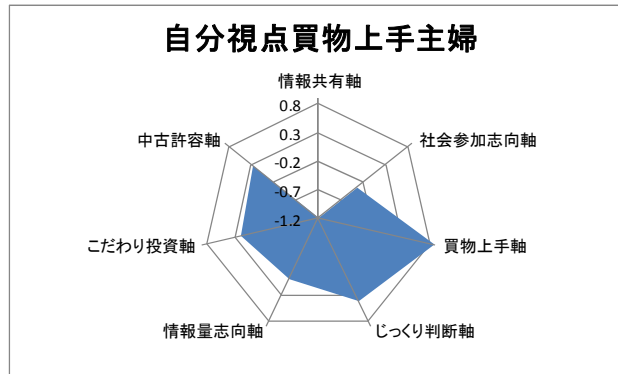 自分視点買物上手主婦
情報共有軸
0.8
0.3
-0.2
-0.7
-1.2
社会参加志向軸
買物上手軸
じっくり判断軸
情報量志向軸
こだわり投資軸
中古許容軸